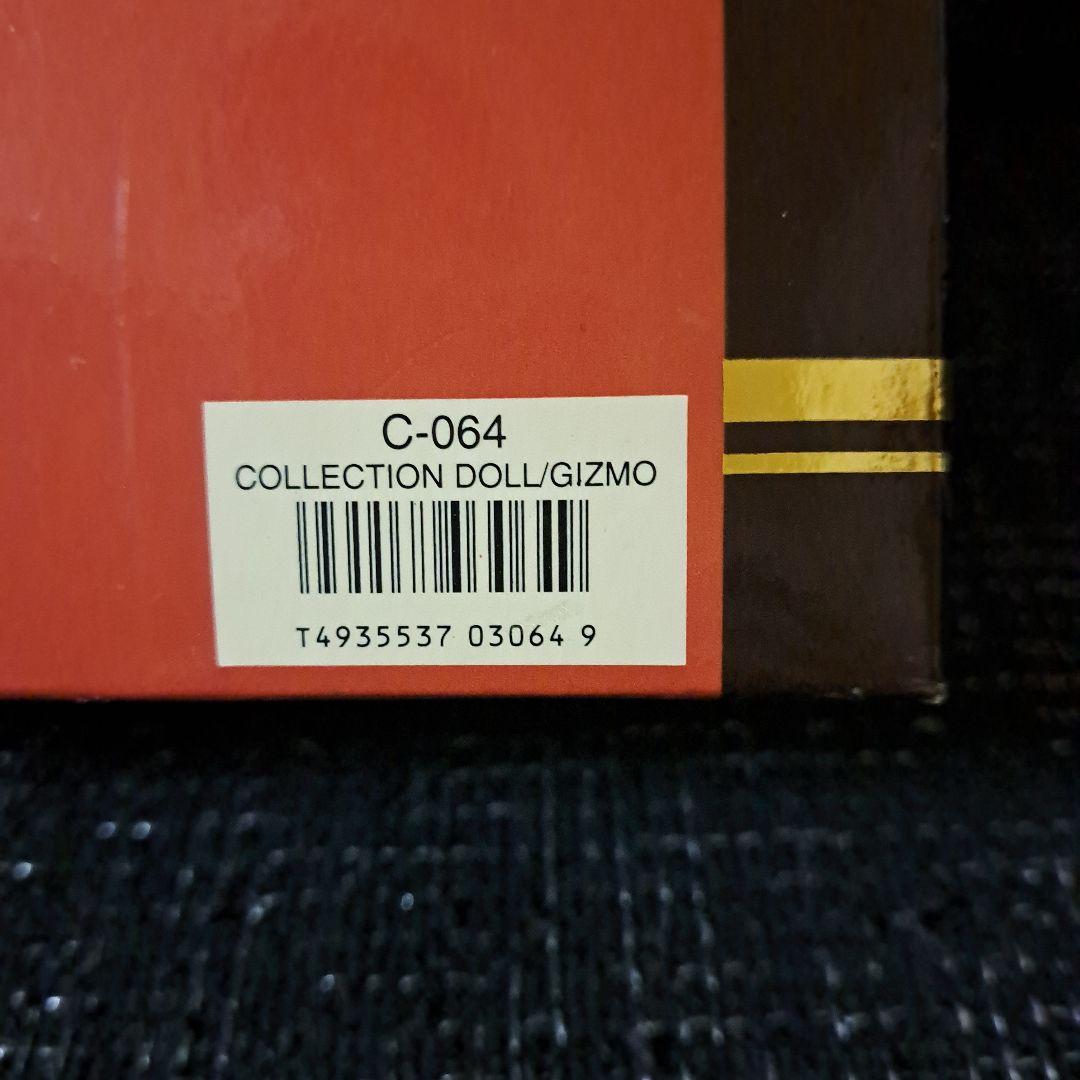 C-064
COLLECTION DOLL/GIZMO
T4935537 03064 9